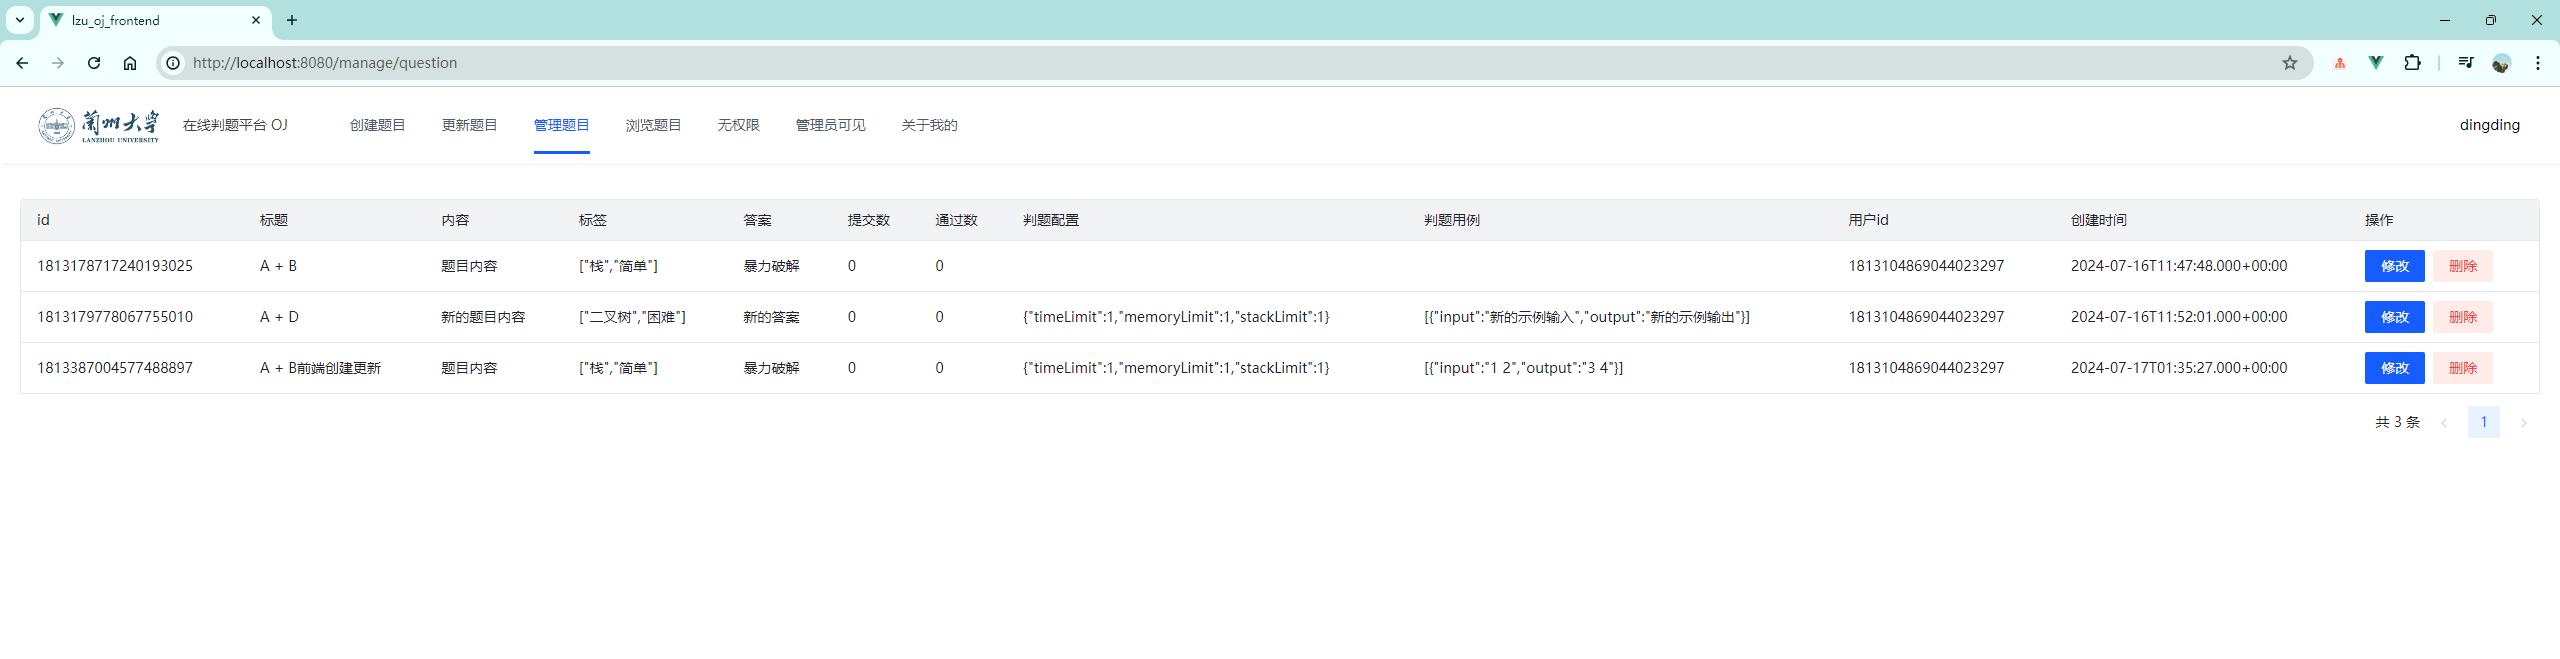 lzu_oj_frontend
http://localhost:8080/manage/question
兰州大学 LANZHOU UNIVERSITY 在线判题平台 OJ 创建题目 更新题目 管理题目 浏览题目 无权限 管理员可见 关于我的 dingding
id 标题 内容 标签 答案 提交数 通过数 判题配置 判题用例 用户id 创建时间 操作
1813178717240193025 A + B 题目内容 ["栈","简单"] 暴力破解 0 0 1813104869044023297 2024-07-16T11:47:48.000+00:00 修改 删除
1813179778067755010 A + D 新的题目内容 ["二叉树","困难"] 新的答案 0 0 {"timeLimit":1,"memoryLimit":1,"stackLimit":1} [{"input":"新的示例输入","output":"新的示例输出"}] 1813104869044023297 2024-07-16T11:52:01.000+00:00 修改 删除
1813387004577488897 A + B前端创建更新 题目内容 ["栈","简单"] 暴力破解 0 0 {"timeLimit":1,"memoryLimit":1,"stackLimit":1} [{"input":"1 2","output":"3 4"}] 1813104869044023297 2024-07-17T01:35:27.000+00:00 修改 删除
共 3 条 1